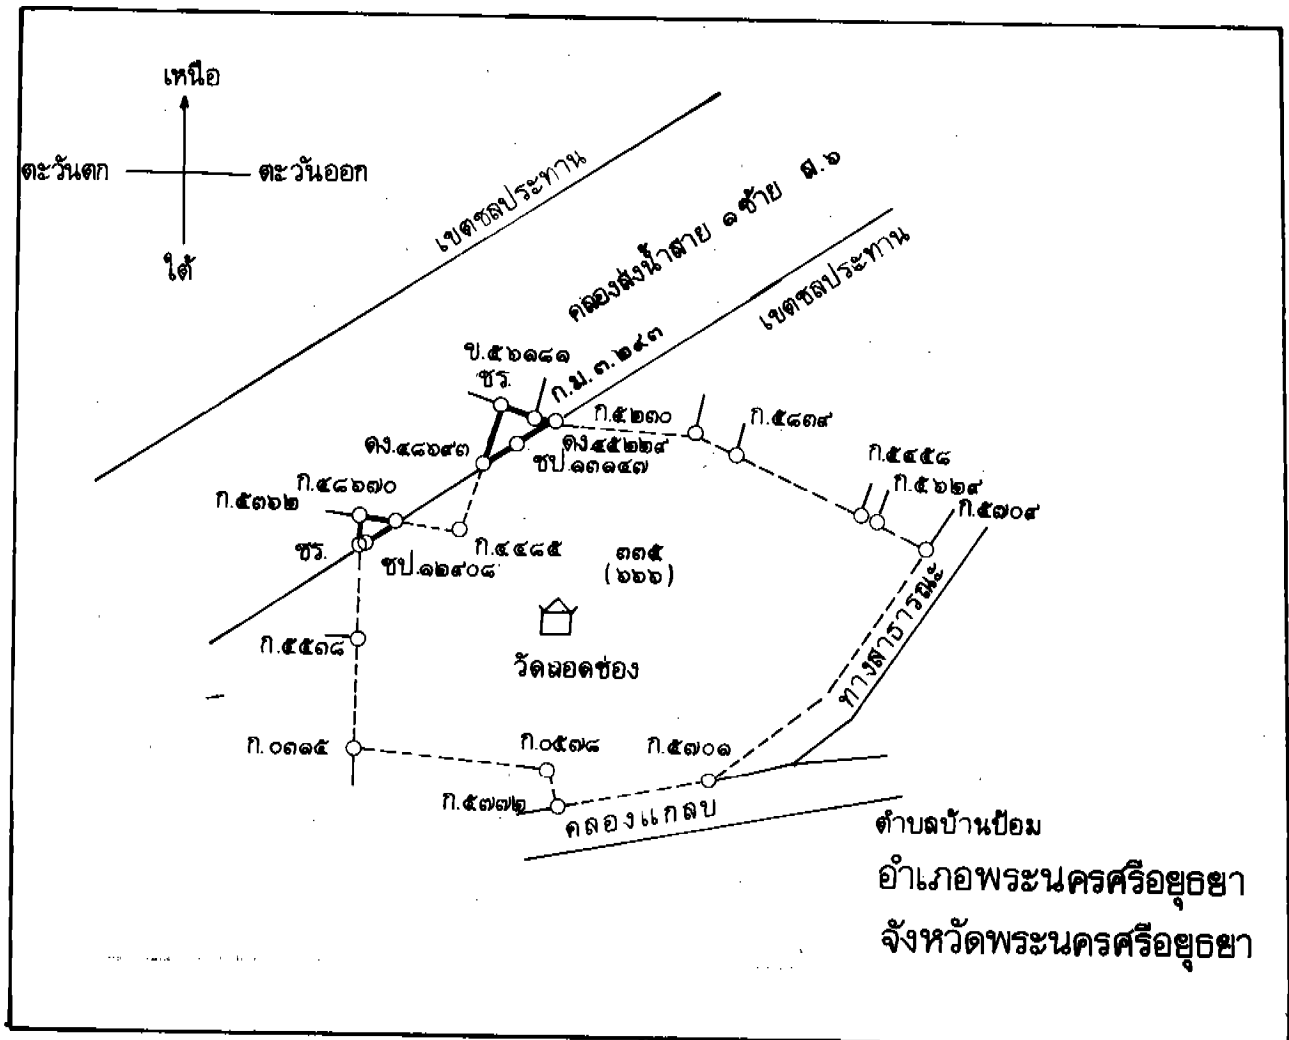 เหนือ
ตะวันตก
ตะวันออก
ใต้
เขตชลประทาน
คลองส่งน้ำสาย ๑ ซ้าย ส.๖
เขตชลประทาน
ข.๕๖๑๘๑
ชร.
ก.ม. ๓.๒๔๓
ก.๕๒๓๐
ก.๕๘๓๙
ดง.๔๘๖๙๓
ดง.๔๕๒๒๙
ชป.๑๓๑๔๗
ก.๕๔๕๘
ก.๕๖๒๙
ก.๔๘๖๗๐
ก.๕๓๖๒
ก.๕๗๐๙
ชร.
ชป.๑๒๙๐๘
ก.๔๔๘๕
๓๓๕
(๖๖๖)
ก.๕๕๓๘
วัดลอดช่อง
ทางสาธารณะ
ก.๐๓๑๕
ก.๐๕๗๘
ก.๕๗๐๑
ก.๕๗๗๒
คลองแกลบ
ตำบลบ้านป้อม
อำเภอพระนครศรีอยุธยา
จังหวัดพระนครศรีอยุธยา